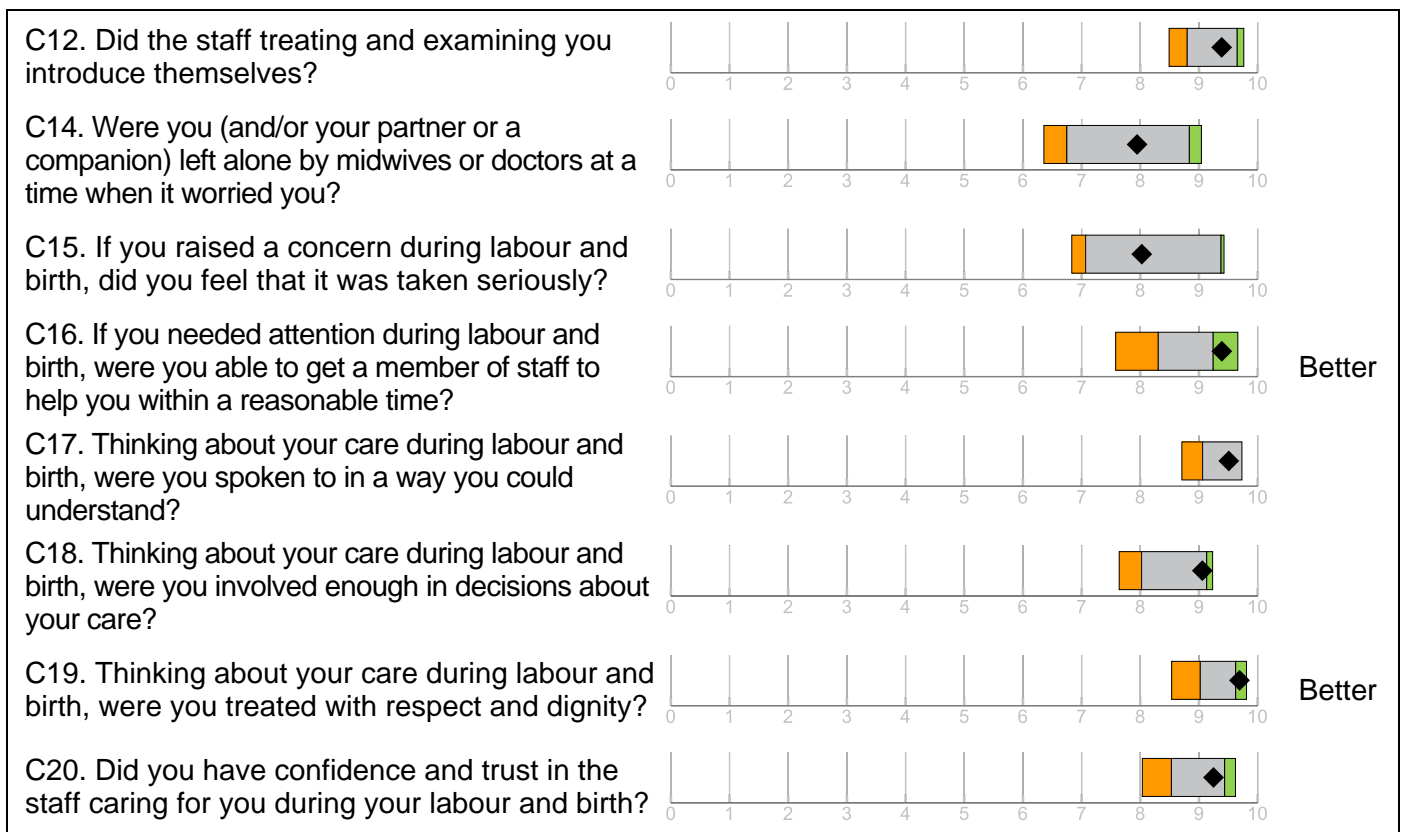 C12. Did the staff treating and examining you
introduce themselves?
0 1 2 3 4 5 6 7 8 9 10
C14. Were you (and/or your partner or a
companion) left alone by midwives or doctors at a
time when it worried you?
0 1 2 3 4 5 6 7 8 9 10
C15. If you raised a concern during labour and
birth, did you feel that it was taken seriously?
0 1 2 3 4 5 6 7 8 9 10
C16. If you needed attention during labour and
birth, were you able to get a member of staff to
help you within a reasonable time?
0 1 2 3 4 5 6 7 8 9 10
Better
C17. Thinking about your care during labour and
birth, were you spoken to in a way you could
understand?
0 1 2 3 4 5 6 7 8 9 10
C18. Thinking about your care during labour and
birth, were you involved enough in decisions about
your care?
0 1 2 3 4 5 6 7 8 9 10
C19. Thinking about your care during labour and
birth, were you treated with respect and dignity?
0 1 2 3 4 5 6 7 8 9 10
Better
C20. Did you have confidence and trust in the
staff caring for you during your labour and birth?
0 1 2 3 4 5 6 7 8 9 10